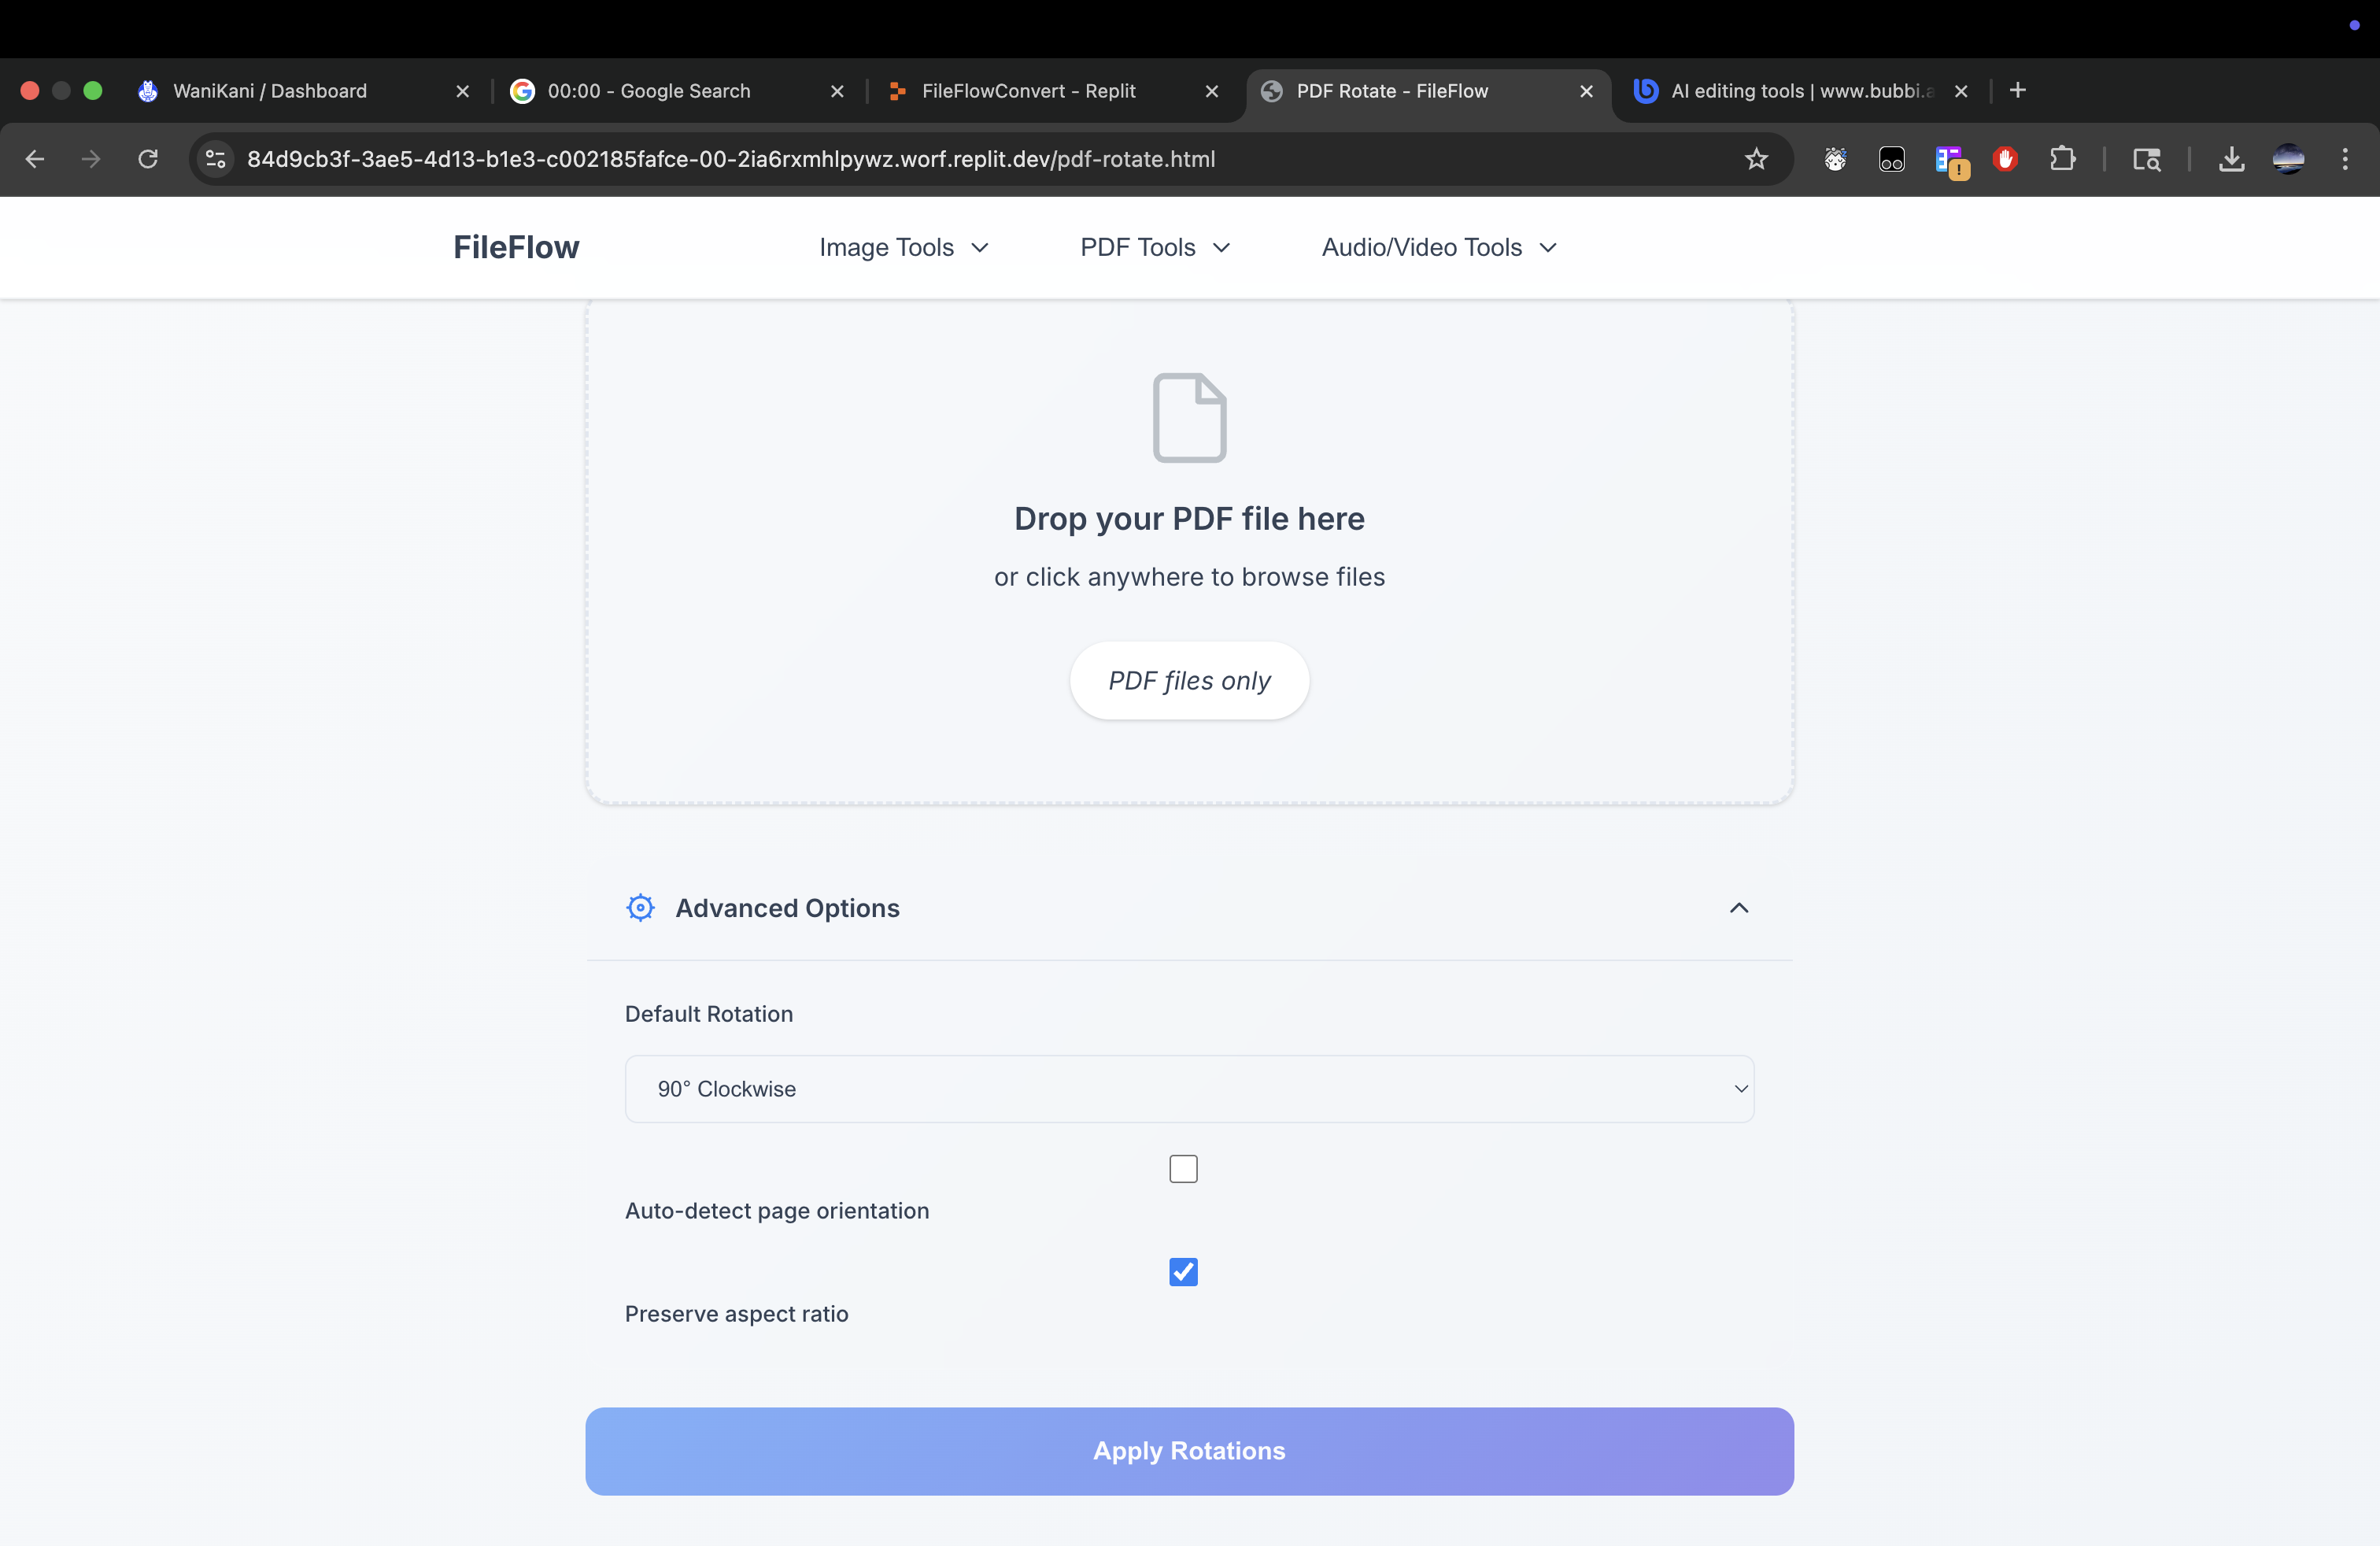 WaniKani / Dashboard
00:00 - Google Search
FileFlowConvert - Replit
PDF Rotate - FileFlow
AI editing tools | www.bubbi.a
84d9cb3f-3ae5-4d13-b1e3-c002185fafce-00-2ia6rxmhlpywz.worf.replit.dev/pdf-rotate.html
FileFlow
Image Tools
PDF Tools
Audio/Video Tools
Drop your PDF file here
or click anywhere to browse files
PDF files only
Advanced Options
Default Rotation
90° Clockwise
Auto-detect page orientation
Preserve aspect ratio
Apply Rotations